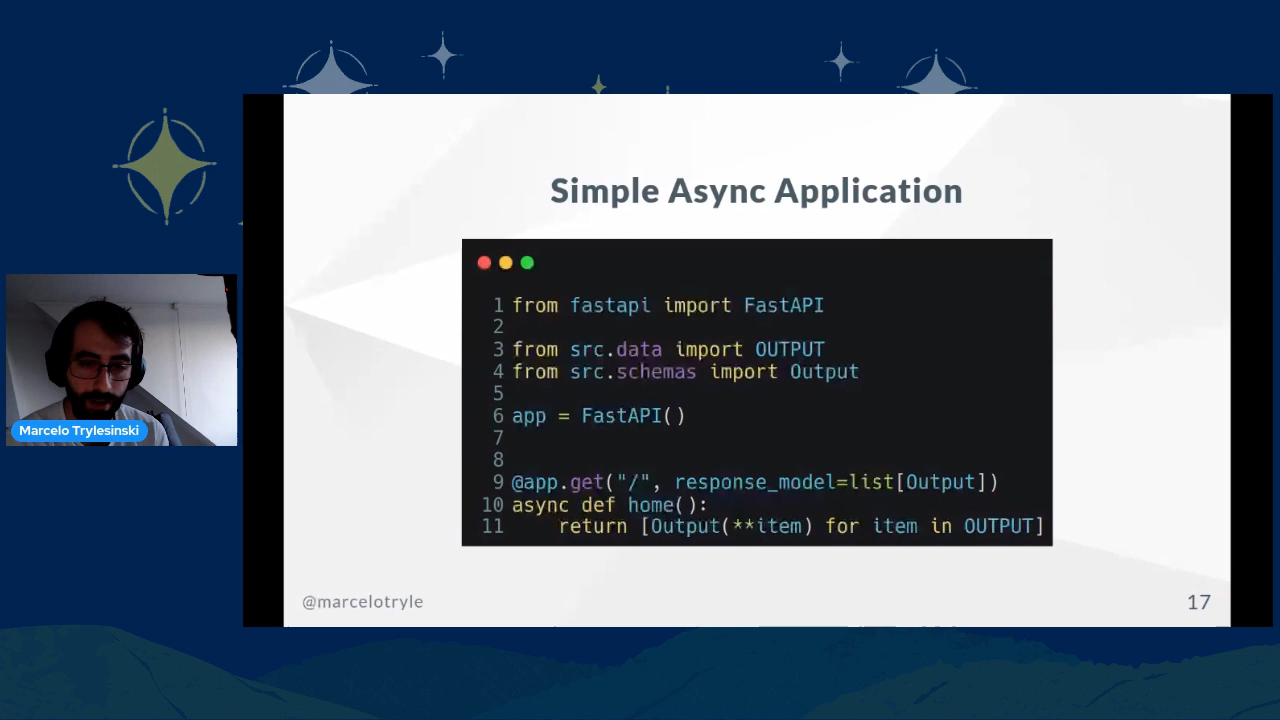 Simple Async Application
1 from fastapi import FastAPI
2
3 from src.data import OUTPUT
4 from src.schemas import Output
5
6 app = FastAPI()
7
8
9 @app.get("/", response_model=list[Output])
10 async def home():
11     return [Output(**item) for item in OUTPUT]
Marcelo Trylesinski
@marcelotryle
17